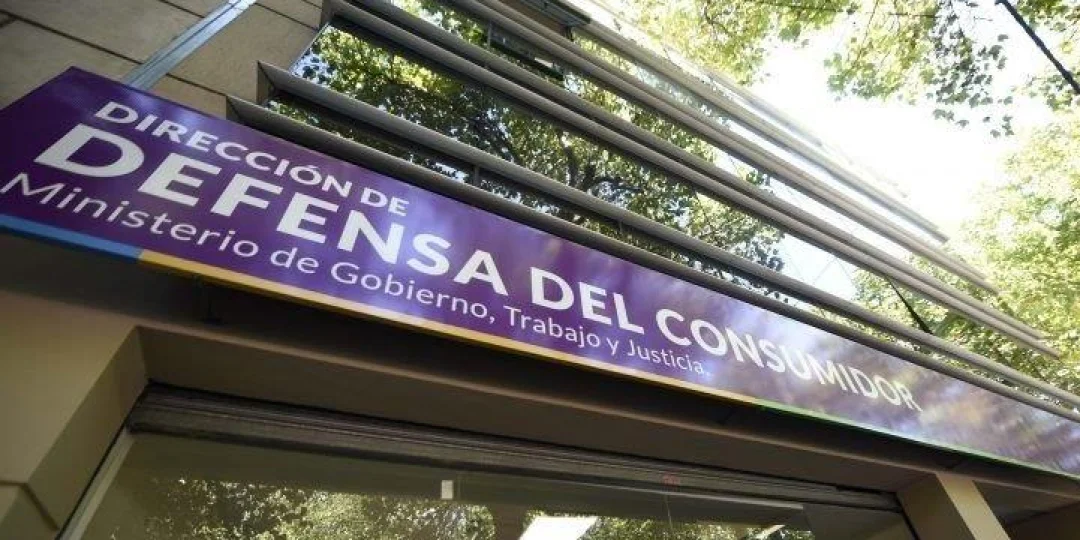 DIRECCIÓN DE
DEFENSA DEL CONSUMIDOR
Ministerio de Gobierno, Trabajo y Justicia